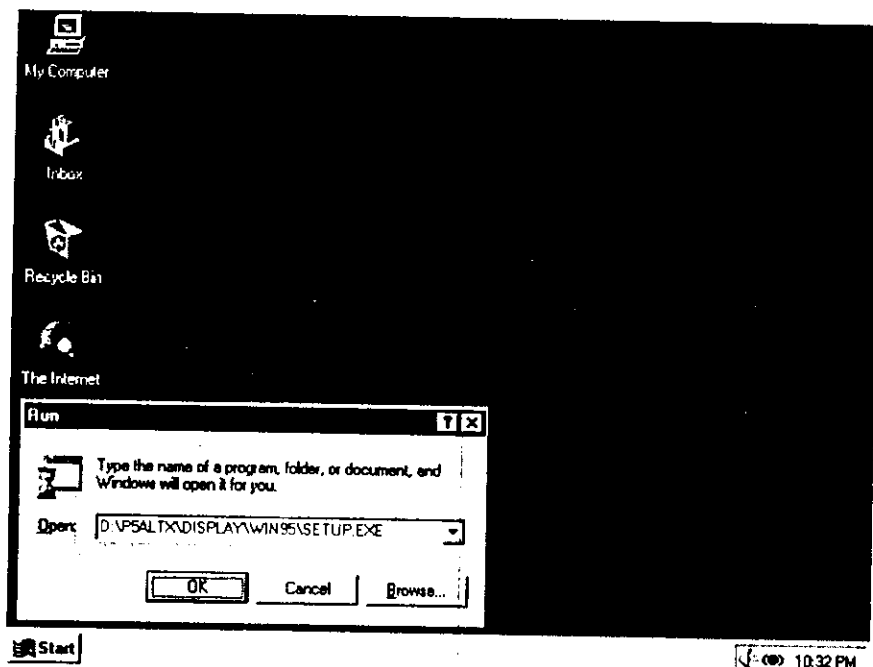 My Computer
Inbox
Recycle Bin
The Internet
Run
Type the name of a program, folder, or document, and
Windows will open it for you.
Open: D:\P5ALTX\DISPLAY\WIN95\SETUP.EXE
OK Cancel Browse...
Start 10:32 PM